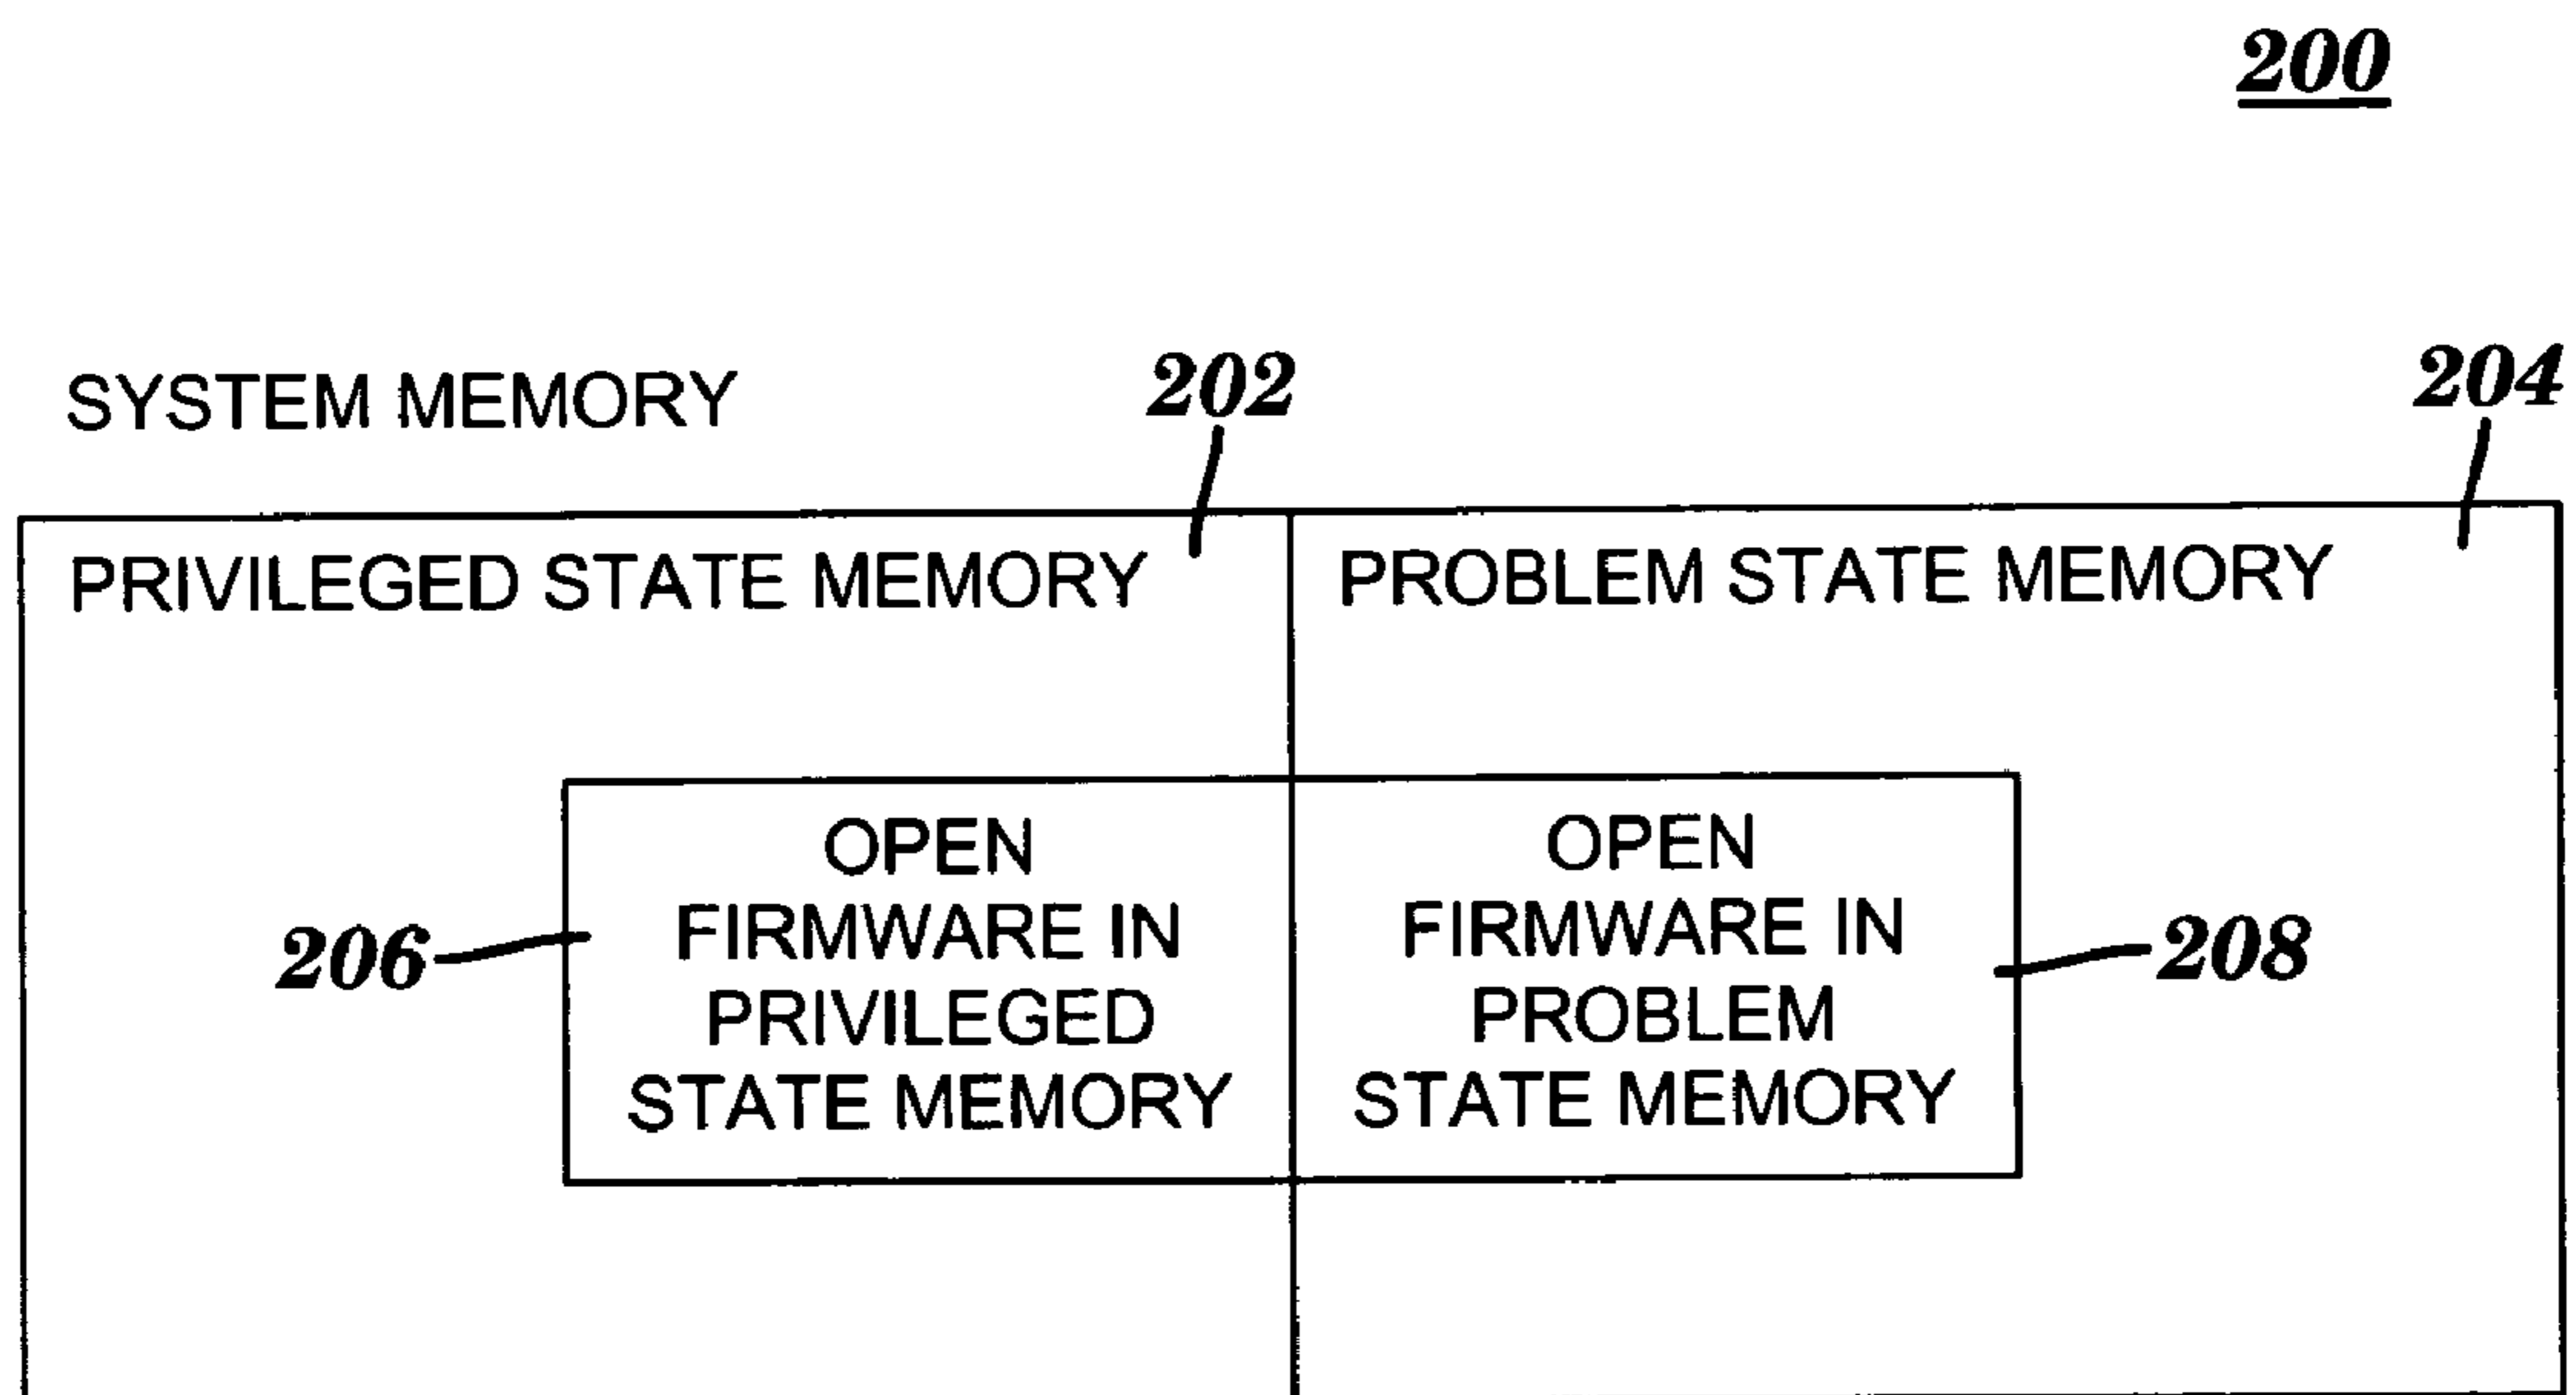 200
SYSTEM MEMORY
202
204
PRIVILEGED STATE MEMORY
PROBLEM STATE MEMORY
OPEN
FIRMWARE IN
PRIVILEGED
STATE MEMORY
206
OPEN
FIRMWARE IN
PROBLEM
STATE MEMORY
208